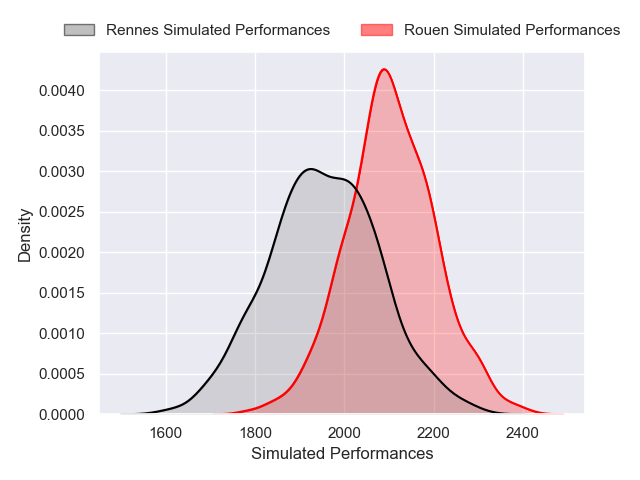 Rennes Simulated Performances
Rouen Simulated Performances
Density
0.0040
0.0035
0.0030
0.0025
0.0020
0.0015
0.0010
0.0005
0.0000
1600 1800 2000 2200 2400
Simulated Performances